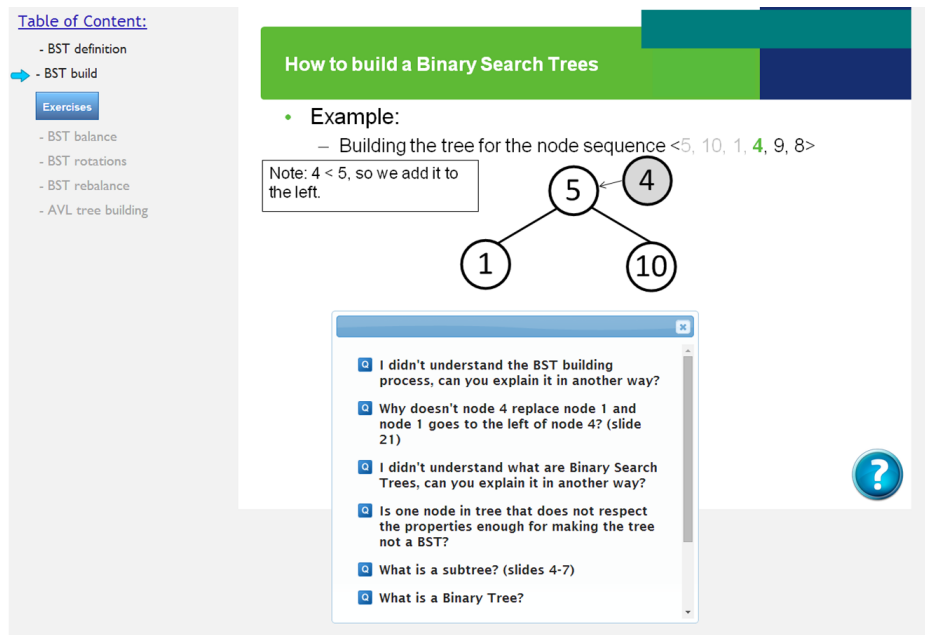 Table of Content:
- BST definition
- BST build
Exercises
- BST balance
- BST rotations
- BST rebalance
- AVL tree building
How to build a Binary Search Trees
• Example:
– Building the tree for the node sequence <5, 10, 1, 4, 9, 8>
Note: 4 < 5, so we add it to
the left.
5
4
1
10
Q I didn't understand the BST building
process, can you explain it in another way?
Q Why doesn't node 4 replace node 1 and
node 1 goes to the left of node 4? (slide
21)
Q I didn't understand what are Binary Search
Trees, can you explain it in another way?
Q Is one node in tree that does not respect
the properties enough for making the tree
not a BST?
Q What is a subtree? (slides 4-7)
Q What is a Binary Tree?
?